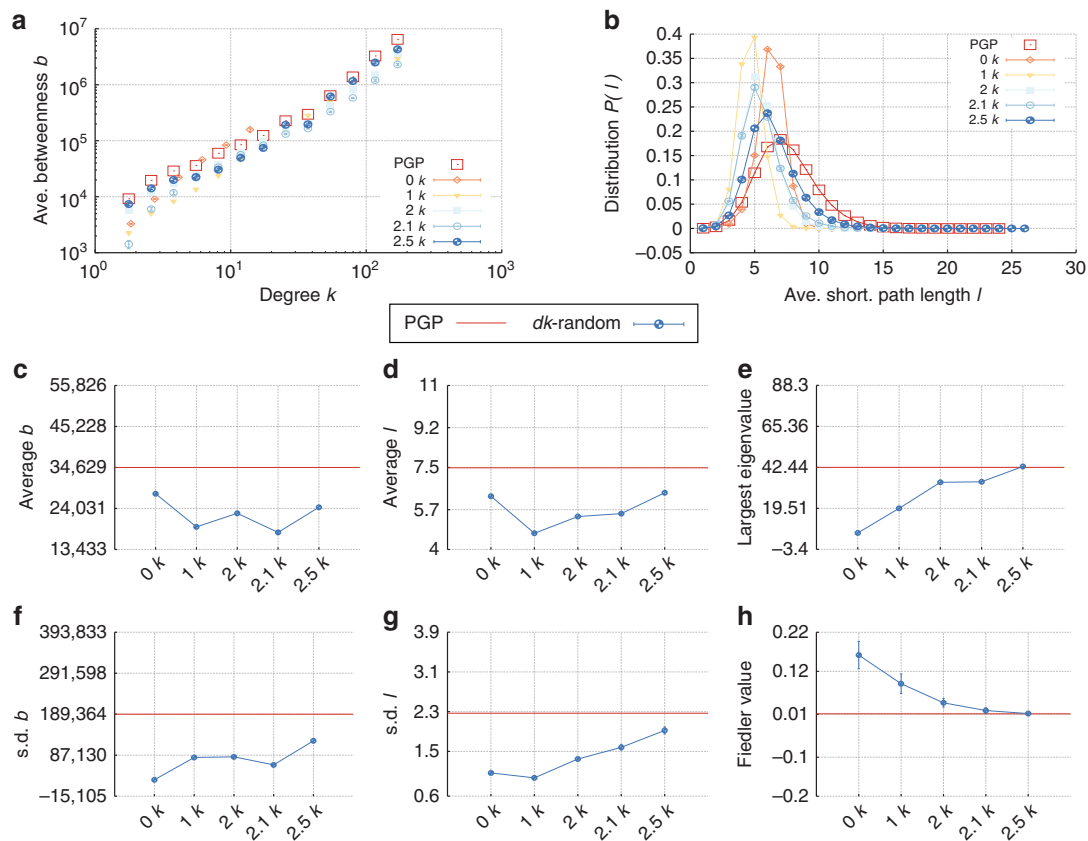 a
Ave. betweenness b
10^7
10^6
10^5
10^4
10^3
10^0
10^1
10^2
10^3
Degree k
PGP
0 k
1 k
2 k
2.1 k
2.5 k
b
Distribution P( l )
0.4
0.35
0.3
0.25
0.2
0.15
0.1
0.05
0
−0.05
0
5
10
15
20
25
30
Ave. short. path length l
PGP
0 k
1 k
2 k
2.1 k
2.5 k
PGP
dk-random
c
Average b
55,826
45,228
34,629
24,031
13,433
0 k
1 k
2 k
2.1 k
2.5 k
d
Average l
11
9.2
7.5
5.7
4
0 k
1 k
2 k
2.1 k
2.5 k
e
Largest eigenvalue
88.3
65.36
42.44
19.51
−3.4
0 k
1 k
2 k
2.1 k
2.5 k
f
s.d. b
393,833
291,598
189,364
87,130
−15,105
0 k
1 k
2 k
2.1 k
2.5 k
g
s.d. l
3.9
3.1
2.3
1.5
0.6
0 k
1 k
2 k
2.1 k
2.5 k
h
Fiedler value
0.22
0.12
0.01
−0.1
−0.2
0 k
1 k
2 k
2.1 k
2.5 k